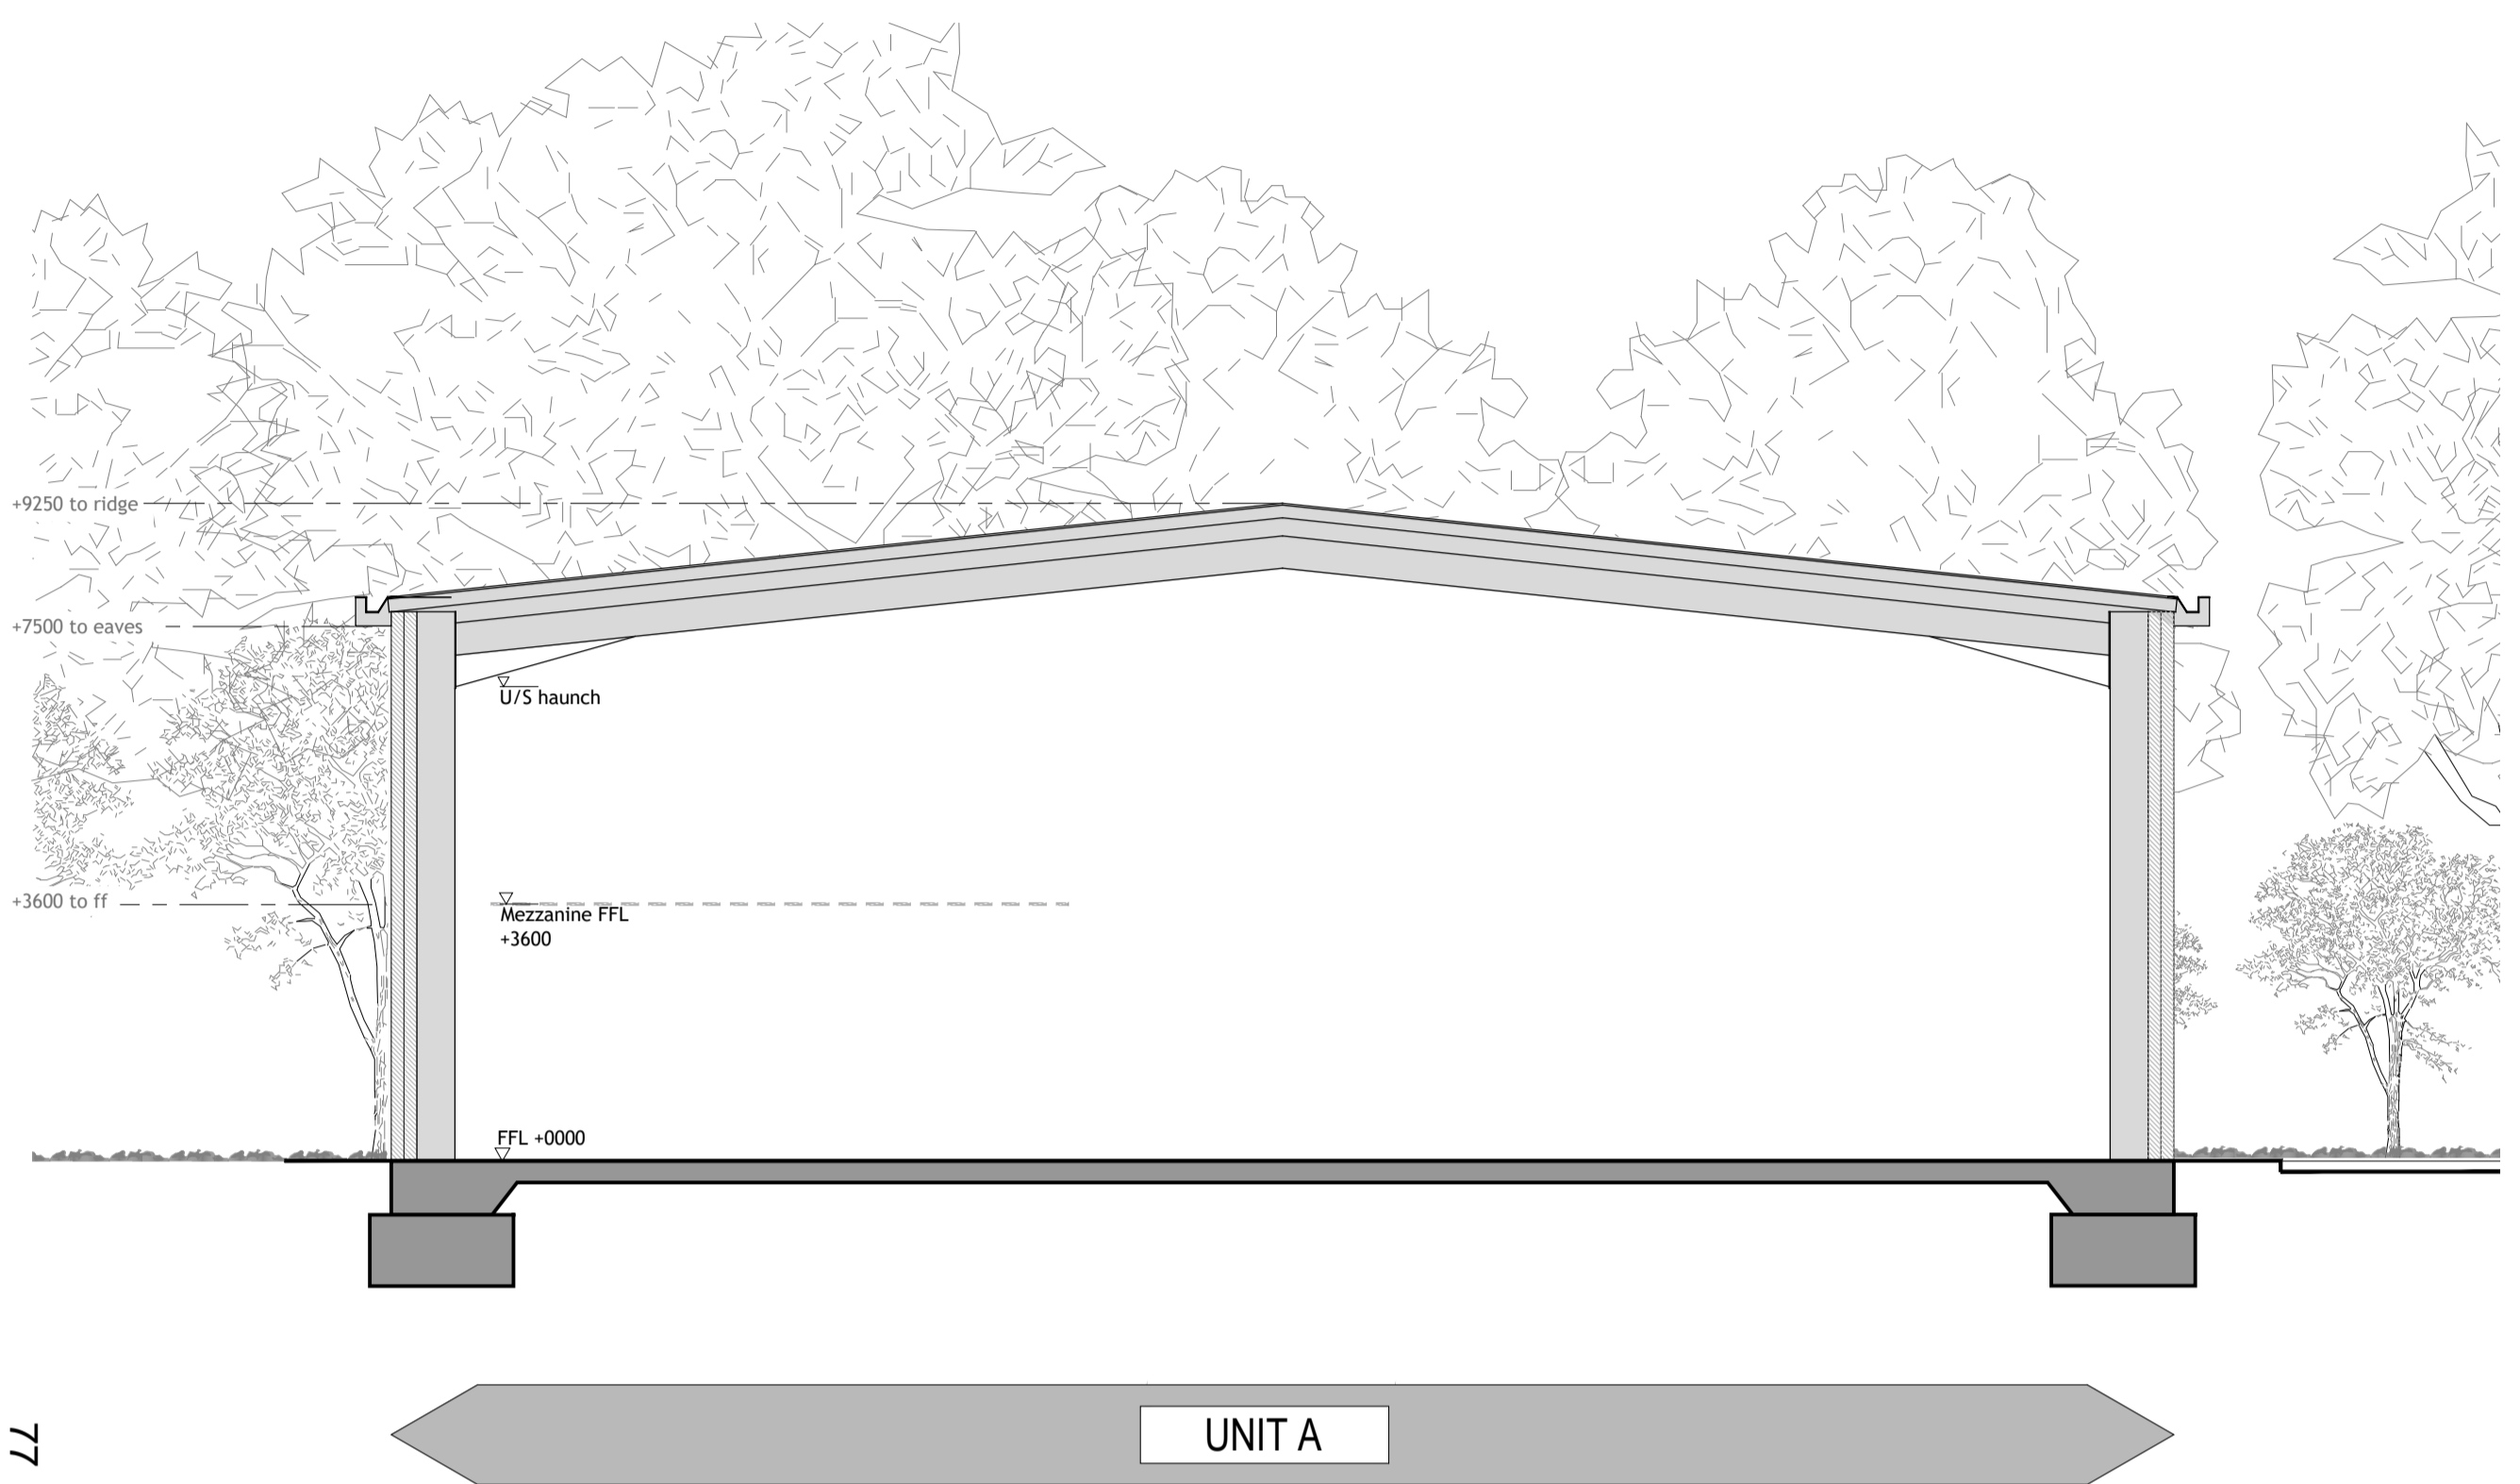 +9250 to ridge
+7500 to eaves
U/S haunch
+3600 to ff
Mezzanine FFL
+3600
FFL +0000
UNIT A
77